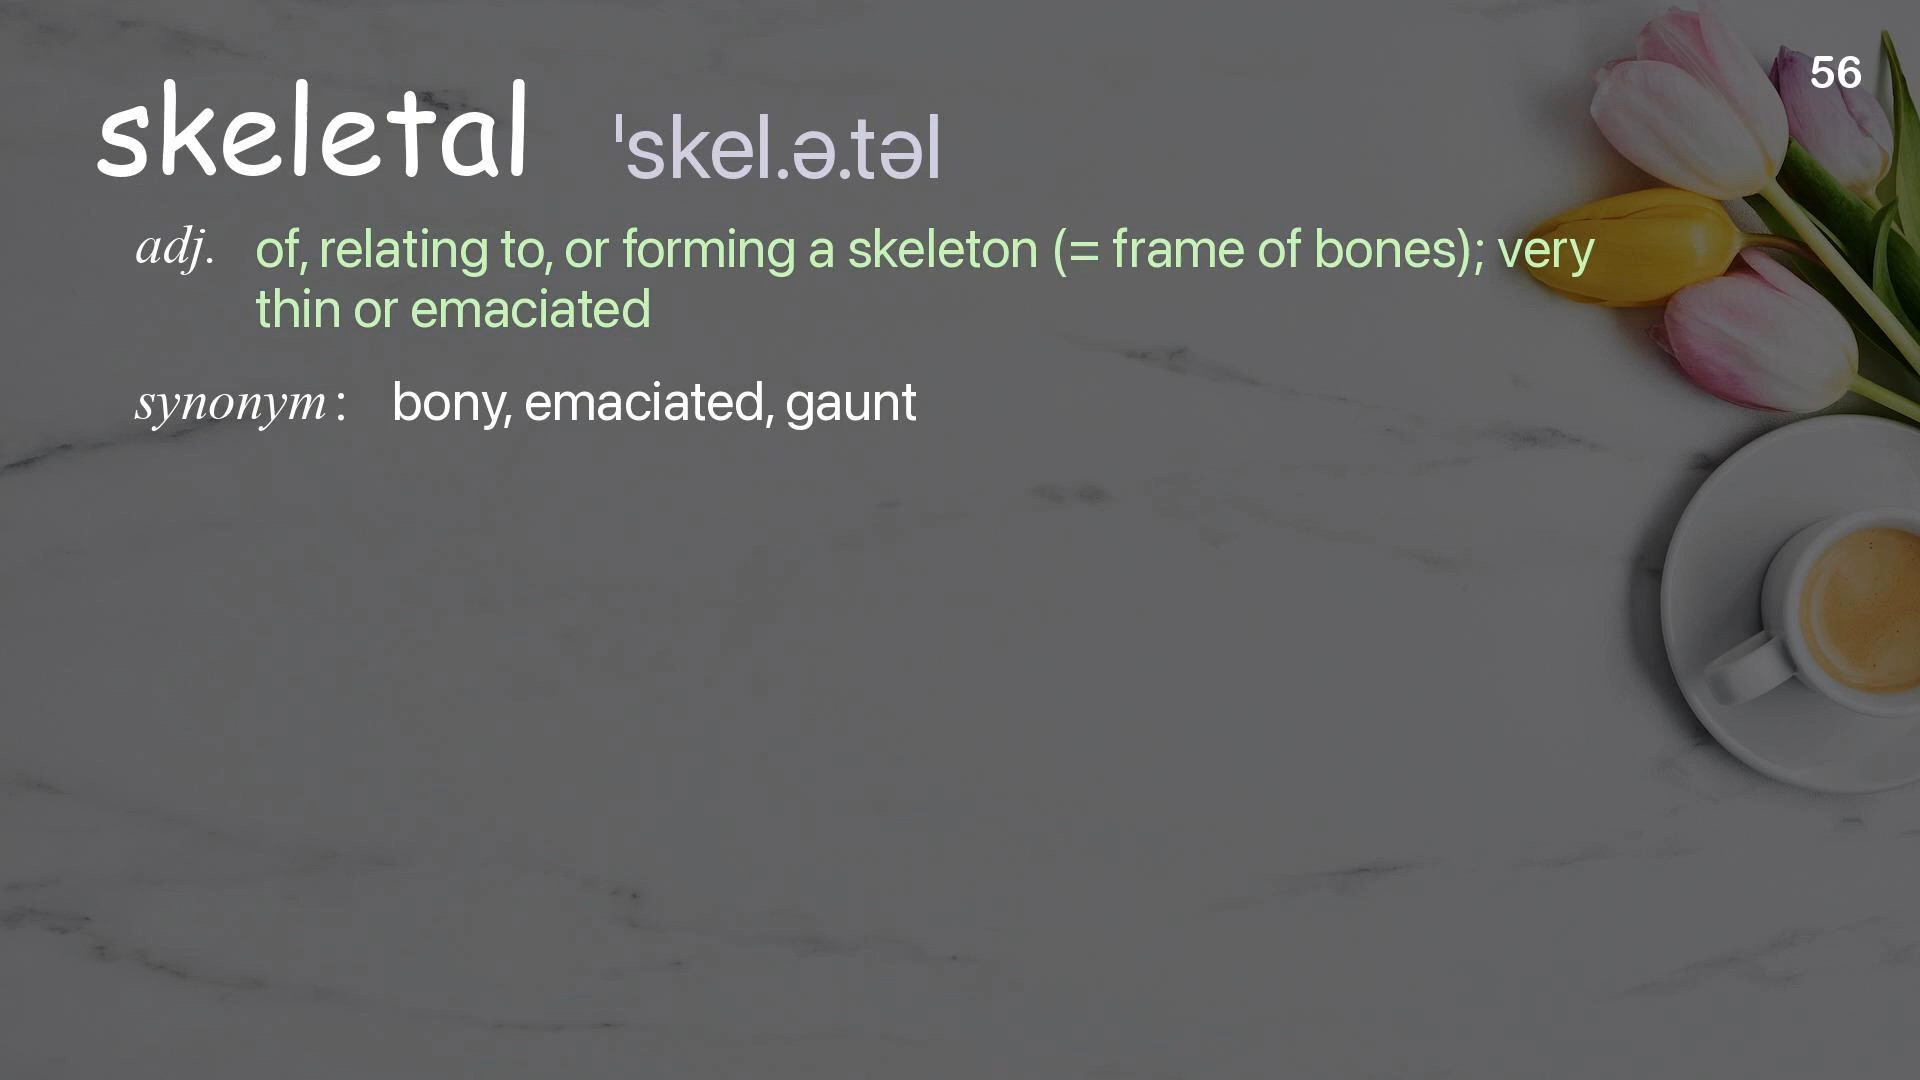 56
skeletal ˈskel.ə.təl
adj. of, relating to, or forming a skeleton (= frame of bones); very
thin or emaciated
synonym : bony, emaciated, gaunt